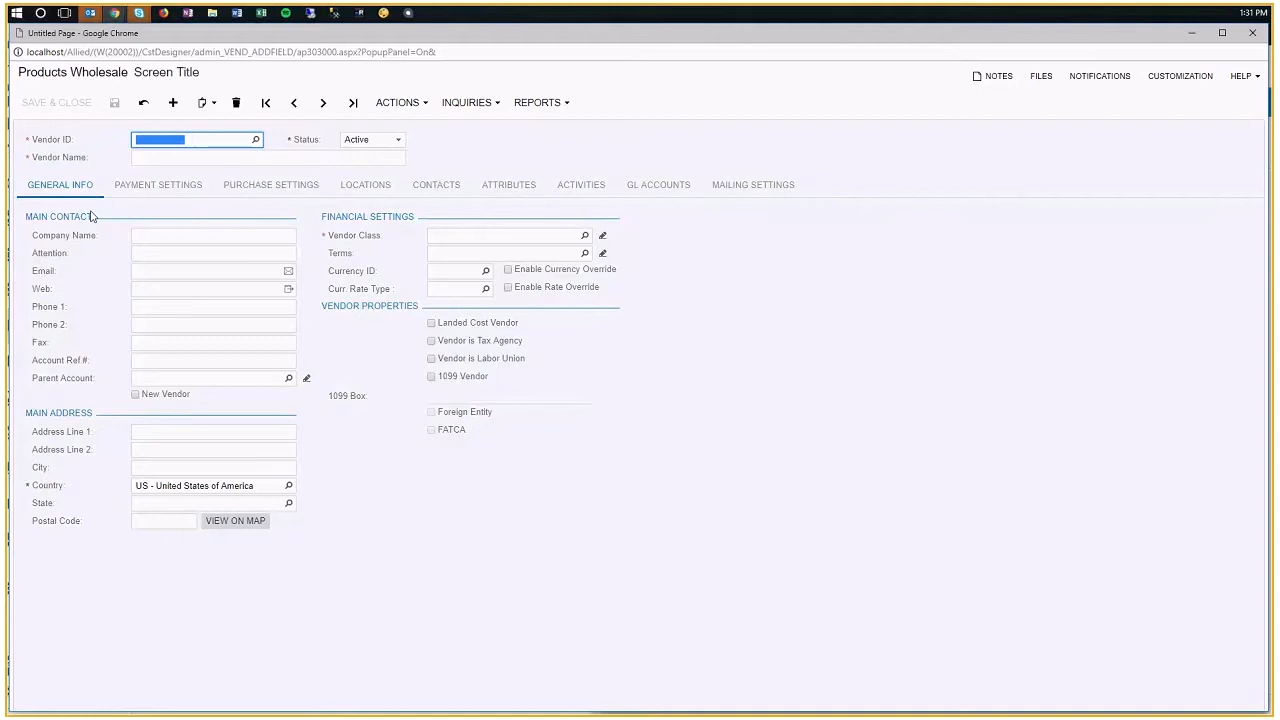 1:31 PM
Untitled Page - Google Chrome
localhost/Allied/(W(20002))/CstDesigner/admin_VEND_ADDFIELD/ap303000.aspx?PopupPanel=On&
Products Wholesale Screen Title
NOTES FILES NOTIFICATIONS CUSTOMIZATION HELP
SAVE & CLOSE ACTIONS INQUIRIES REPORTS
* Vendor ID: * Status: Active
* Vendor Name:
GENERAL INFO PAYMENT SETTINGS PURCHASE SETTINGS LOCATIONS CONTACTS ATTRIBUTES ACTIVITIES GL ACCOUNTS MAILING SETTINGS
MAIN CONTACT
Company Name:
Attention:
Email:
Web:
Phone 1:
Phone 2:
Fax:
Account Ref.#:
Parent Account:
New Vendor
MAIN ADDRESS
Address Line 1:
Address Line 2:
City:
* Country: US - United States of America
State:
Postal Code: VIEW ON MAP
FINANCIAL SETTINGS
* Vendor Class:
Terms:
Currency ID: Enable Currency Override
Curr. Rate Type : Enable Rate Override
VENDOR PROPERTIES
Landed Cost Vendor
Vendor is Tax Agency
Vendor is Labor Union
1099 Vendor
1099 Box:
Foreign Entity
FATCA